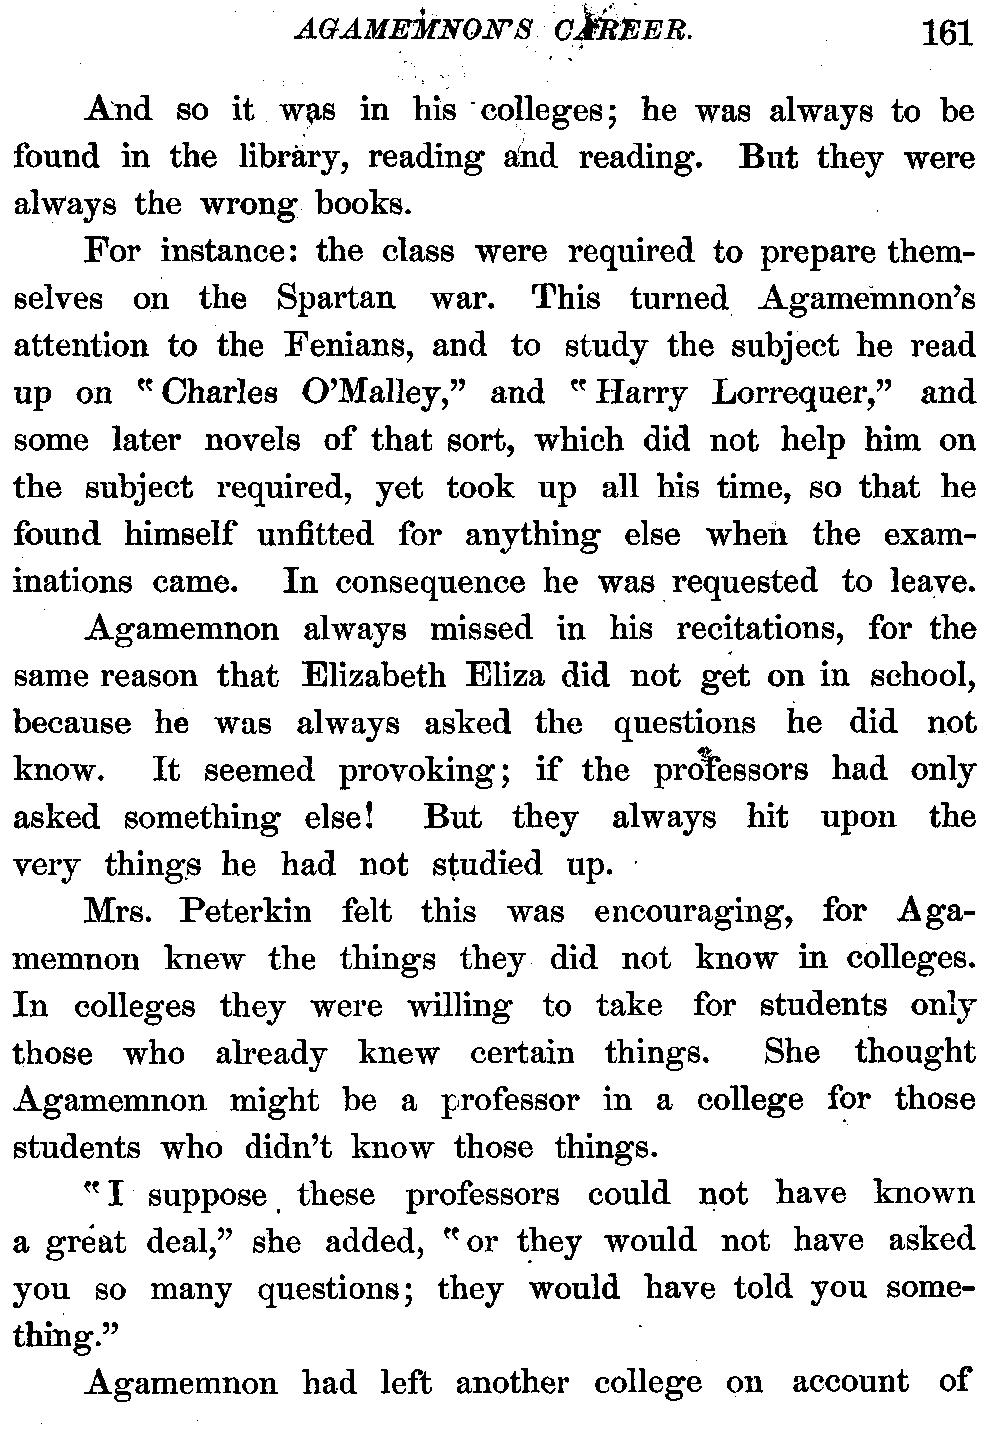 AGAMEMNON'S CAREER. 161
And so it was in his colleges; he was always to be
found in the library, reading and reading. But they were
always the wrong books.
For instance: the class were required to prepare them-
selves on the Spartan war. This turned Agamemnon's
attention to the Fenians, and to study the subject he read
up on "Charles O'Malley," and "Harry Lorrequer," and
some later novels of that sort, which did not help him on
the subject required, yet took up all his time, so that he
found himself unfitted for anything else when the exam-
inations came. In consequence he was requested to leave.
Agamemnon always missed in his recitations, for the
same reason that Elizabeth Eliza did not get on in school,
because he was always asked the questions he did not
know. It seemed provoking; if the professors had only
asked something else! But they always hit upon the
very things he had not studied up.
Mrs. Peterkin felt this was encouraging, for Aga-
memnon knew the things they did not know in colleges.
In colleges they were willing to take for students only
those who already knew certain things. She thought
Agamemnon might be a professor in a college for those
students who didn't know those things.
"I suppose these professors could not have known
a great deal," she added, "or they would not have asked
you so many questions; they would have told you some-
thing."
Agamemnon had left another college on account of